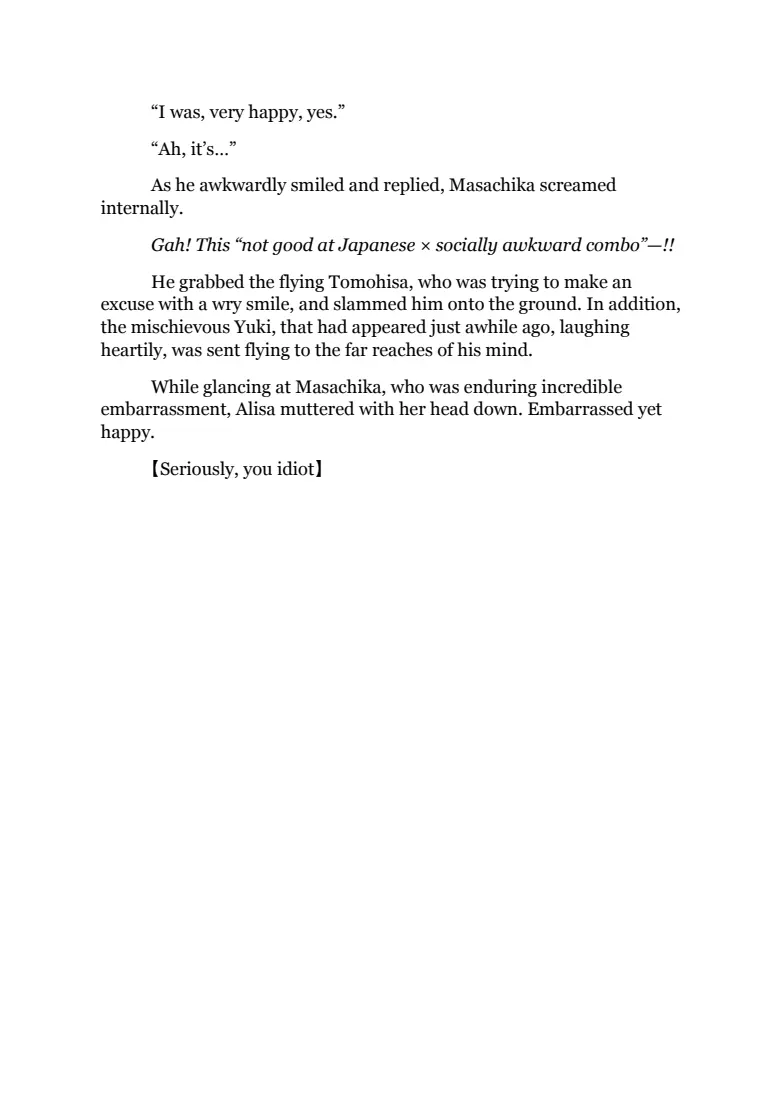 “I was, very happy, yes.”
“Ah, it’s...”
As he awkwardly smiled and replied, Masachika screamed
internally.
Gah! This “not good at Japanese × socially awkward combo”—!!
He grabbed the flying Tomohisa, who was trying to make an
excuse with a wry smile, and slammed him onto the ground. In addition,
the mischievous Yuki, that had appeared just awhile ago, laughing
heartily, was sent flying to the far reaches of his mind.
While glancing at Masachika, who was enduring incredible
embarrassment, Alisa muttered with her head down. Embarrassed yet
happy.
【Seriously, you idiot】